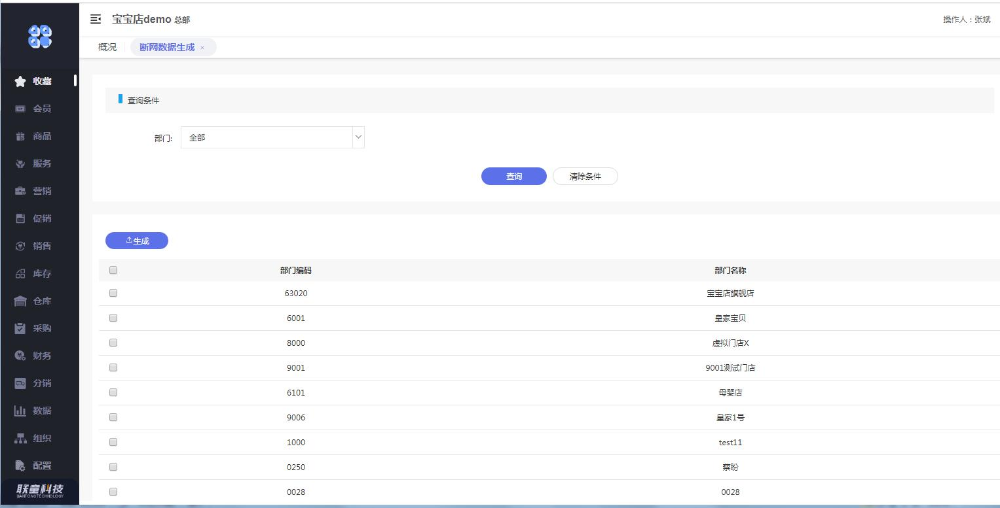 宝宝店demo 总部
操作人：张斌
概况
断网数据生成 ×
收藏
会员
商品
服务
营销
促销
销售
库存
仓库
采购
财务
分销
数据
组织
配置
联童科技
LIANTONGTECHNOLOGY
查询条件
部门: 全部
查询 清除条件
生成
部门编码 部门名称
63020 宝宝店旗舰店
6001 皇家宝贝
8000 虚拟门店X
9001 9001测试门店
6101 母婴店
9006 皇家1号
1000 test11
0250 蔡盼
0028 0028